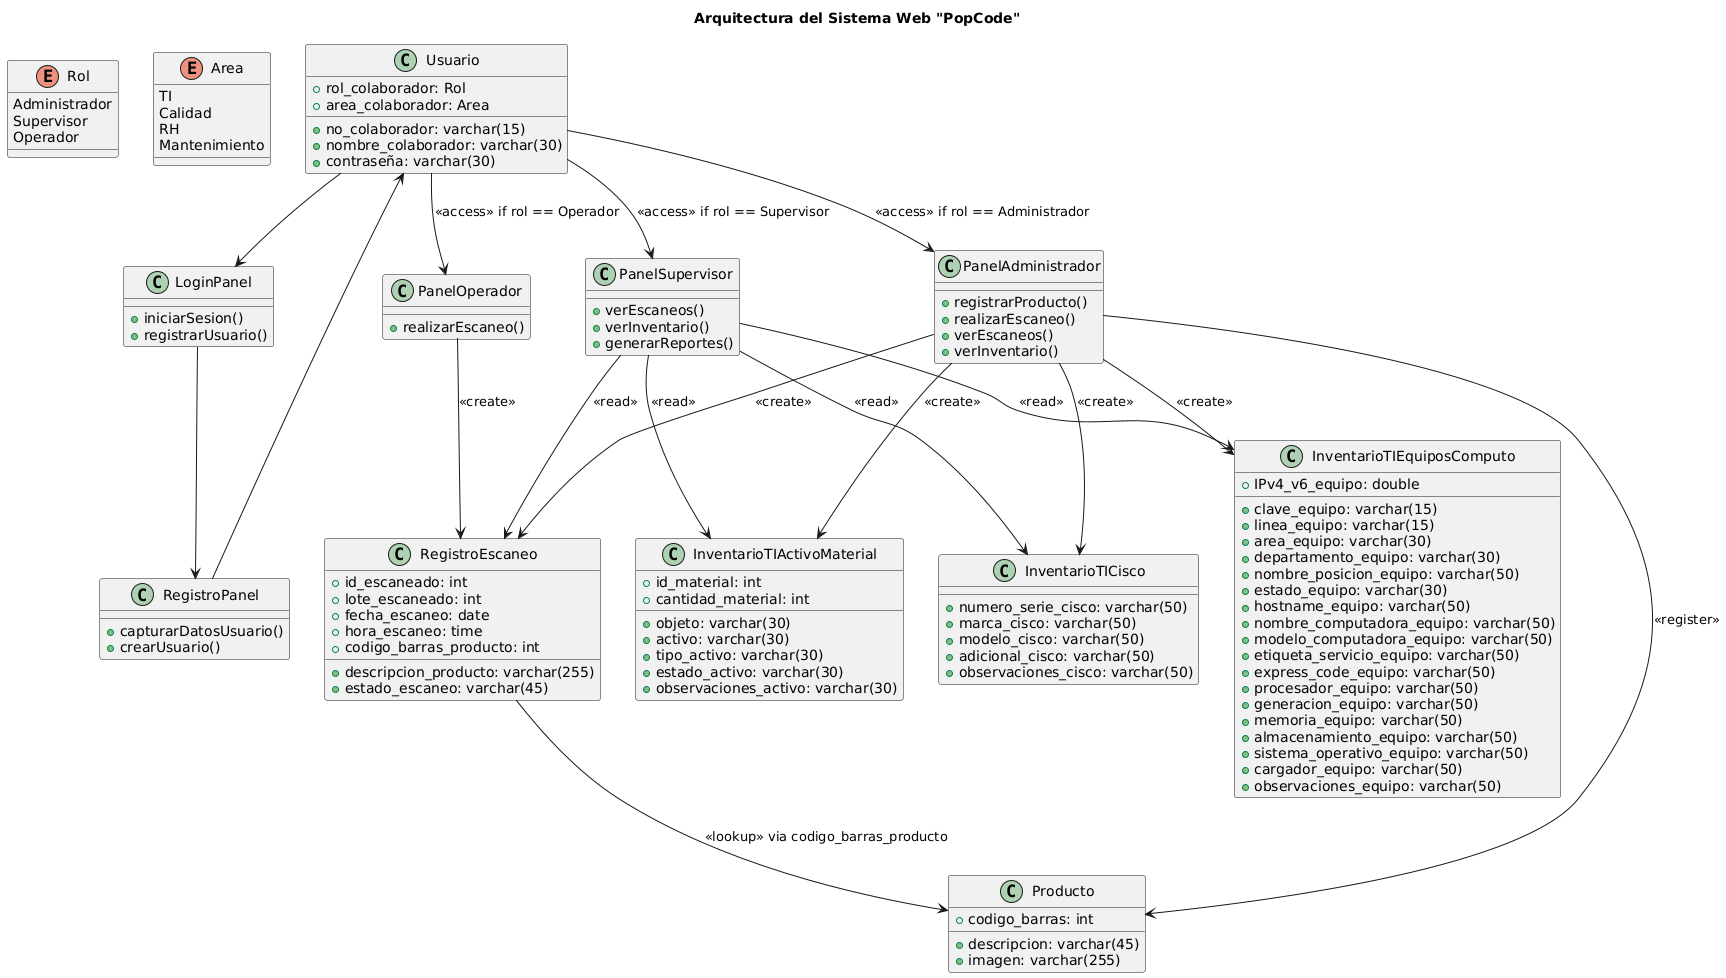 Arquitectura del Sistema Web "PopCode"
E Rol
Administrador
Supervisor
Operador
E Area
TI
Calidad
RH
Mantenimiento
C Usuario
rol_colaborador: Rol
area_colaborador: Area
no_colaborador: varchar(15)
nombre_colaborador: varchar(30)
contraseña: varchar(30)
«access» if rol == Operador
«access» if rol == Supervisor
«access» if rol == Administrador
C LoginPanel
iniciarSesion()
registrarUsuario()
C PanelOperador
realizarEscaneo()
C PanelSupervisor
verEscaneos()
verInventario()
generarReportes()
C PanelAdministrador
registrarProducto()
realizarEscaneo()
verEscaneos()
verInventario()
«create»
«read»
«read»
«create»
«read»
«create»
«read»
«create»
«create»
«register»
C RegistroPanel
capturarDatosUsuario()
crearUsuario()
C RegistroEscaneo
id_escaneado: int
lote_escaneado: int
fecha_escaneo: date
hora_escaneo: time
codigo_barras_producto: int
descripcion_producto: varchar(255)
estado_escaneo: varchar(45)
C InventarioTIActivoMaterial
id_material: int
cantidad_material: int
objeto: varchar(30)
activo: varchar(30)
tipo_activo: varchar(30)
estado_activo: varchar(30)
observaciones_activo: varchar(30)
C InventarioTICisco
numero_serie_cisco: varchar(50)
marca_cisco: varchar(50)
modelo_cisco: varchar(50)
adicional_cisco: varchar(50)
observaciones_cisco: varchar(50)
C InventarioTIEquiposComputo
IPv4_v6_equipo: double
clave_equipo: varchar(15)
linea_equipo: varchar(15)
area_equipo: varchar(30)
departamento_equipo: varchar(30)
nombre_posicion_equipo: varchar(50)
estado_equipo: varchar(30)
hostname_equipo: varchar(50)
nombre_computadora_equipo: varchar(50)
modelo_computadora_equipo: varchar(50)
etiqueta_servicio_equipo: varchar(50)
express_code_equipo: varchar(50)
procesador_equipo: varchar(50)
generacion_equipo: varchar(50)
memoria_equipo: varchar(50)
almacenamiento_equipo: varchar(50)
sistema_operativo_equipo: varchar(50)
cargador_equipo: varchar(50)
observaciones_equipo: varchar(50)
«lookup» via codigo_barras_producto
C Producto
codigo_barras: int
descripcion: varchar(45)
imagen: varchar(255)